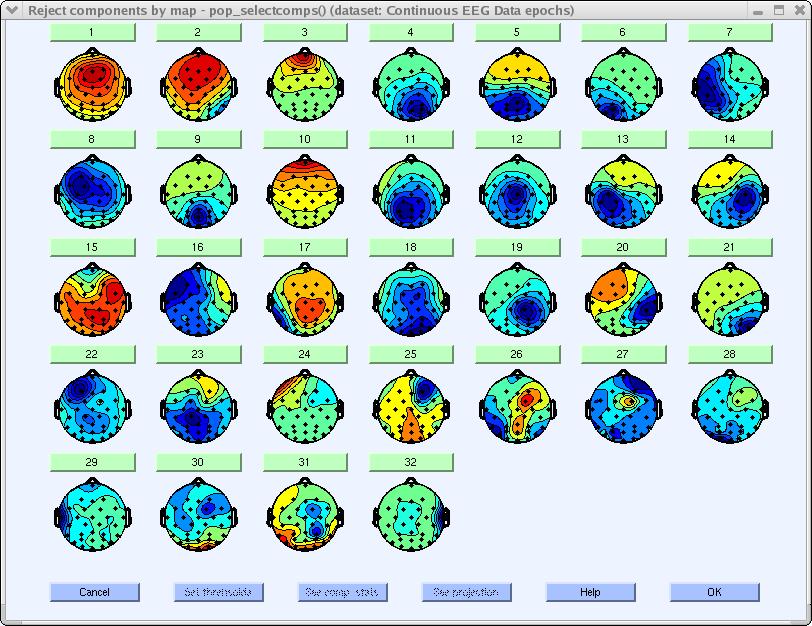 Reject components by map - pop_selectcomps() (dataset: Continuous EEG Data epochs)
1 2 3 4 5 6 7
8 9 10 11 12 13 14
15 16 17 18 19 20 21
22 23 24 25 26 27 28
29 30 31 32
Cancel Set thresholds See comp. stats See projection Help OK